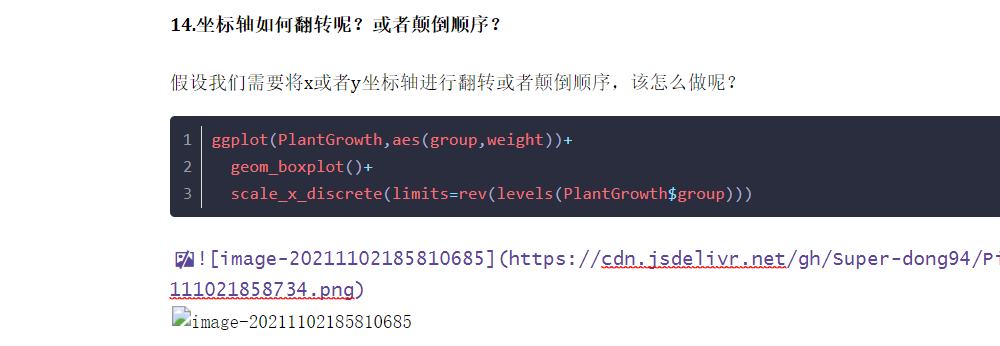 14.坐标轴如何翻转呢？或者颠倒顺序？
假设我们需要将x或者y坐标轴进行翻转或者颠倒顺序，该怎么做呢？
1 ggplot(PlantGrowth,aes(group,weight))+
2   geom_boxplot()+
3   scale_x_discrete(limits=rev(levels(PlantGrowth$group)))
![image-20211102185810685](https://cdn.jsdelivr.net/gh/Super-dong94/Pi
111021858734.png)
image-20211102185810685